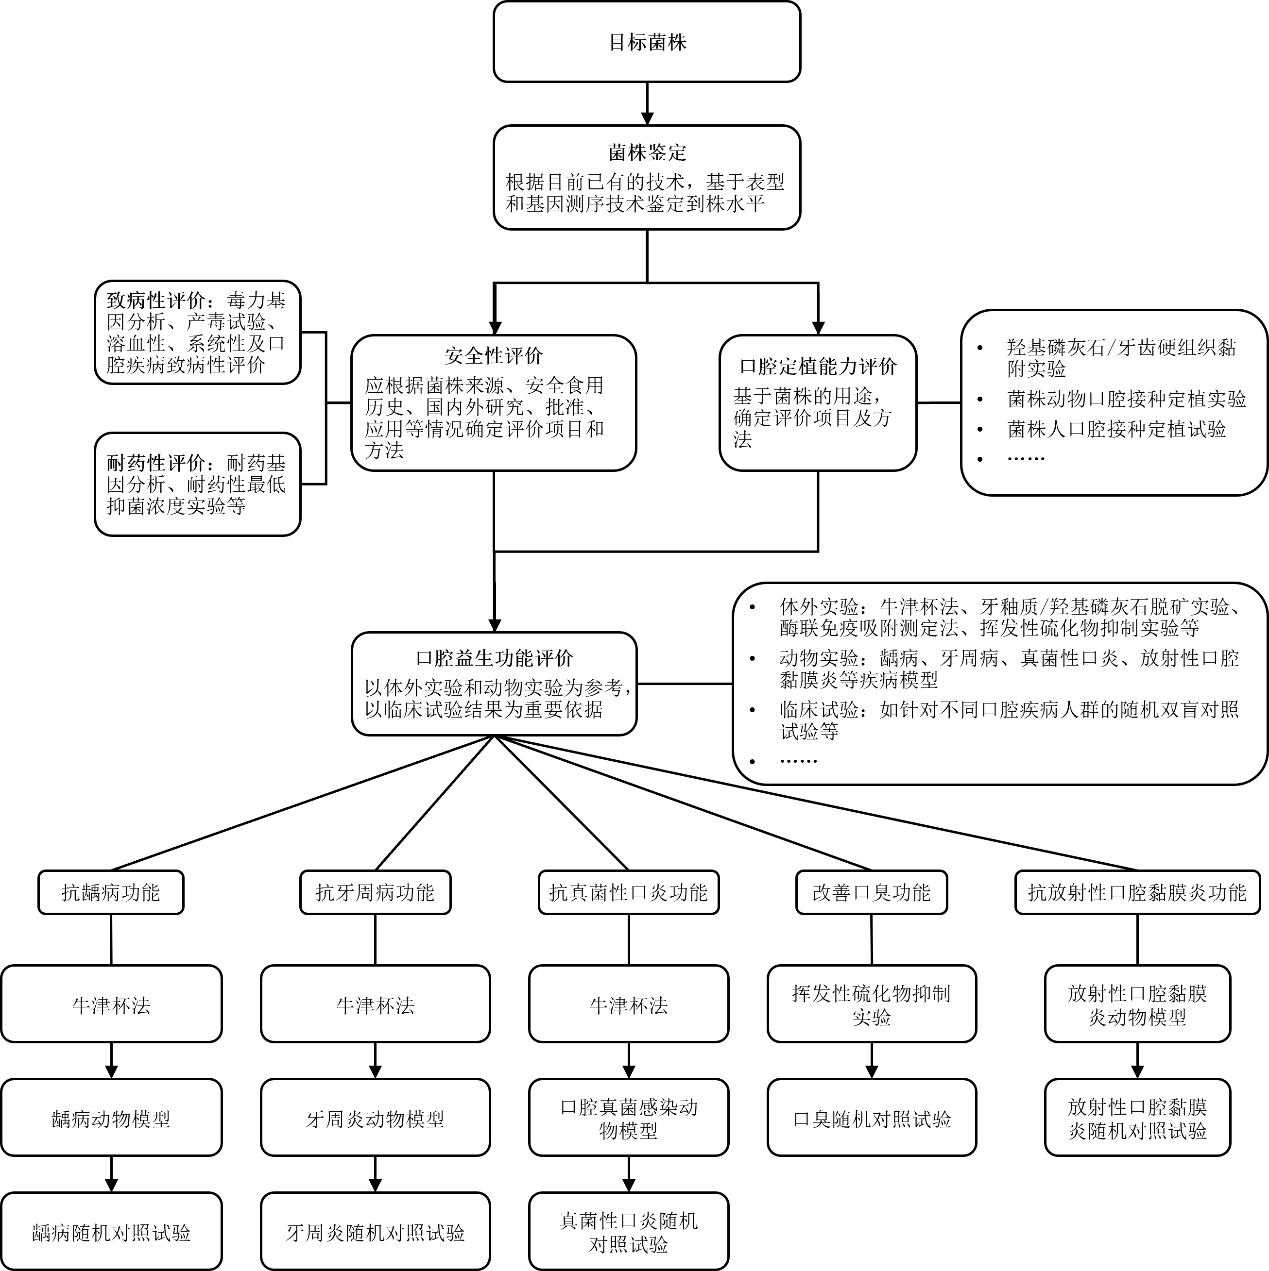 目标菌株
菌株鉴定
根据目前已有的技术，基于表型
和基因测序技术鉴定到株水平
致病性评价：毒力基
因分析、产毒试验、
溶血性、系统性及口
腔疾病致病性评价
耐药性评价：耐药基
因分析、耐药性最低
抑菌浓度实验等
安全性评价
应根据菌株来源、安全食用
历史、国内外研究、批准、
应用等情况确定评价项目和
方法
口腔定植能力评价
基于菌株的用途，
确定评价项目及方
法
• 羟基磷灰石/牙齿硬组织黏
附实验
• 菌株动物口腔接种定植实验
• 菌株人口腔接种定植试验
• ……
口腔益生功能评价
以体外实验和动物实验为参考，
以临床试验结果为重要依据
• 体外实验：牛津杯法、牙釉质/羟基磷灰石脱矿实验、
酶联免疫吸附测定法、挥发性硫化物抑制实验等
• 动物实验：龋病、牙周病、真菌性口炎、放射性口腔
黏膜炎等疾病模型
• 临床试验：如针对不同口腔疾病人群的随机双盲对照
试验等
• ……
抗龋病功能
牛津杯法
龋病动物模型
龋病随机对照试验
抗牙周病功能
牛津杯法
牙周炎动物模型
牙周炎随机对照试验
抗真菌性口炎功能
牛津杯法
口腔真菌感染动
物模型
真菌性口炎随机
对照试验
改善口臭功能
挥发性硫化物抑制
实验
口臭随机对照试验
抗放射性口腔黏膜炎功能
放射性口腔黏膜
炎动物模型
放射性口腔黏膜
炎随机对照试验